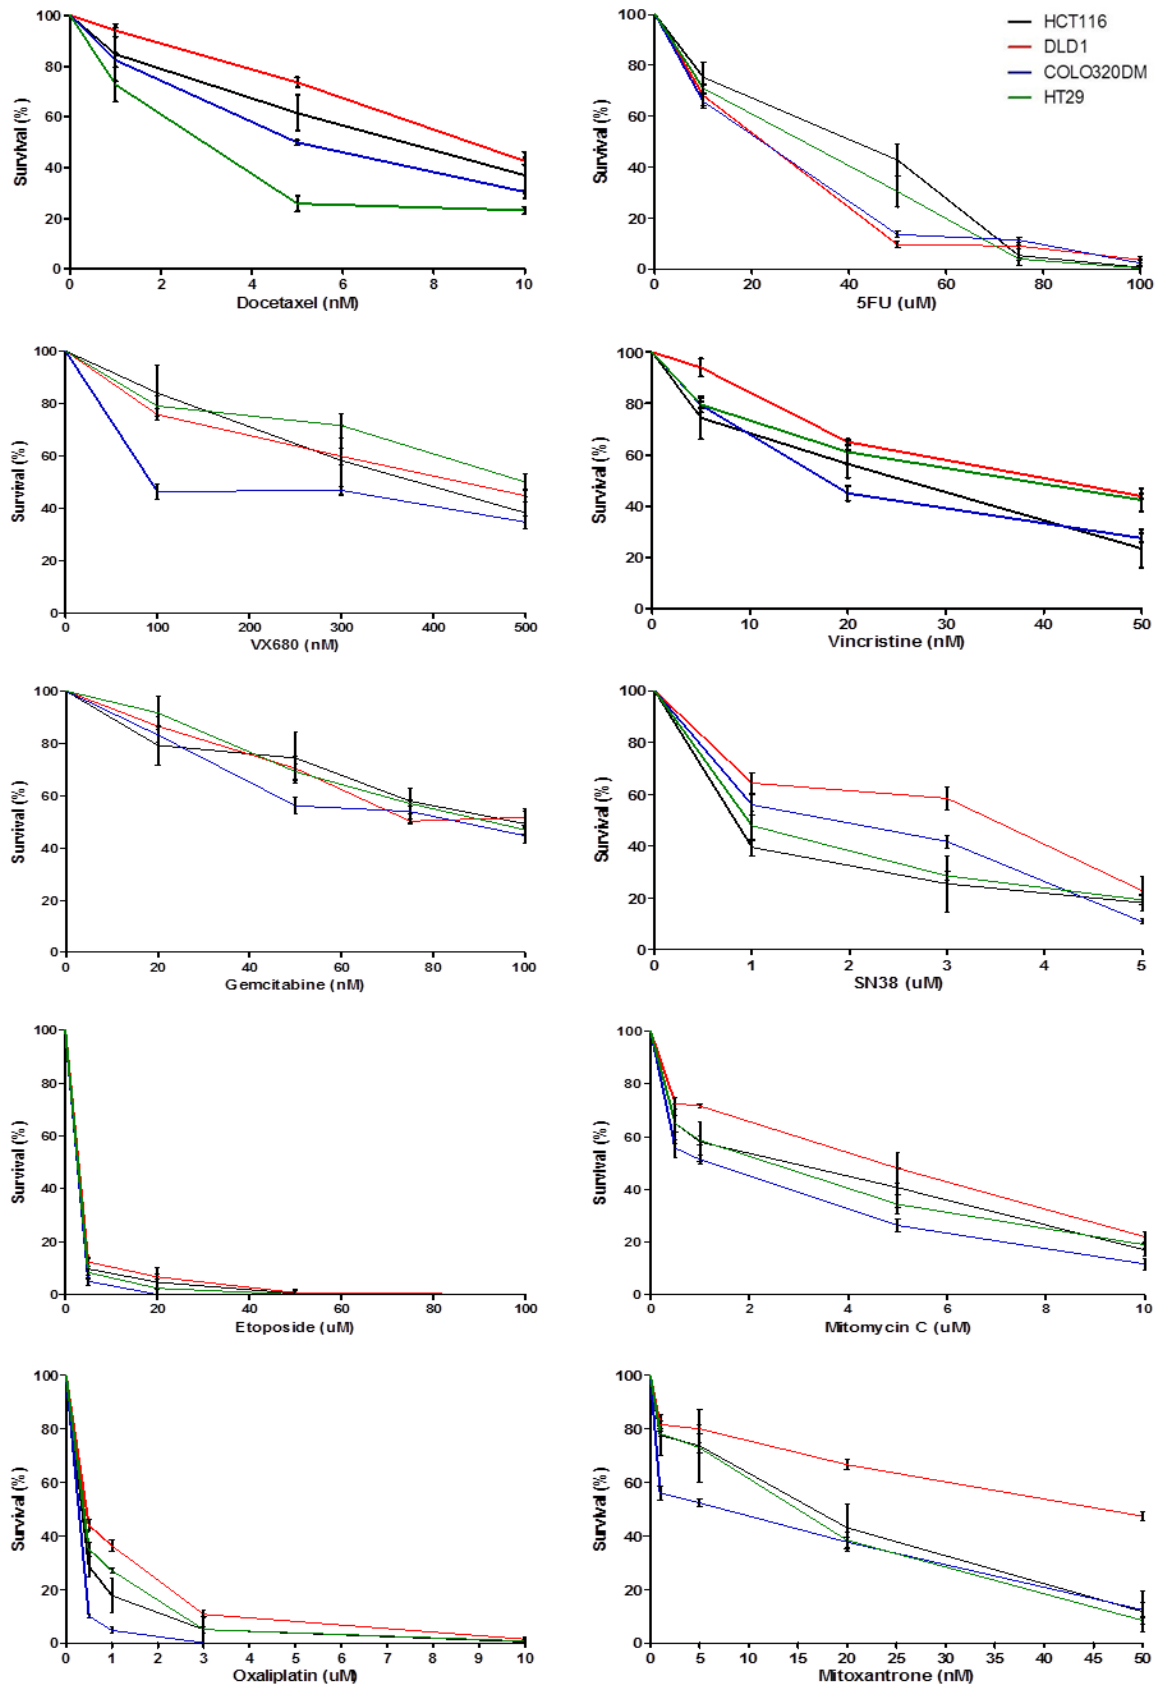 HCT116
DLD1
COLO320DM
HT29
100
80
60
40
20
0
Survival (%)
0 2 4 6 8 10
Docetaxel (nM)
100
80
60
40
20
0
Survival (%)
0 20 40 60 80 100
5FU (uM)
100
80
60
40
20
0
Survival (%)
0 100 200 300 400 500
VX680 (nM)
100
80
60
40
20
0
Survival (%)
0 10 20 30 40 50
Vincristine (nM)
100
80
60
40
20
0
Survival (%)
0 20 40 60 80 100
Gemcitabine (nM)
100
80
60
40
20
0
Survival (%)
0 1 2 3 4 5
SN38 (uM)
100
80
60
40
20
0
Survival (%)
0 20 40 60 80 100
Etoposide (uM)
100
80
60
40
20
0
Survival (%)
0 2 4 6 8 10
Mitomycin C (uM)
100
80
60
40
20
0
Survival (%)
0 1 2 3 4 5 6 7 8 9 10
Oxaliplatin (uM)
100
80
60
40
20
0
Survival (%)
0 5 10 15 20 25 30 35 40 45 50
Mitoxantrone (nM)